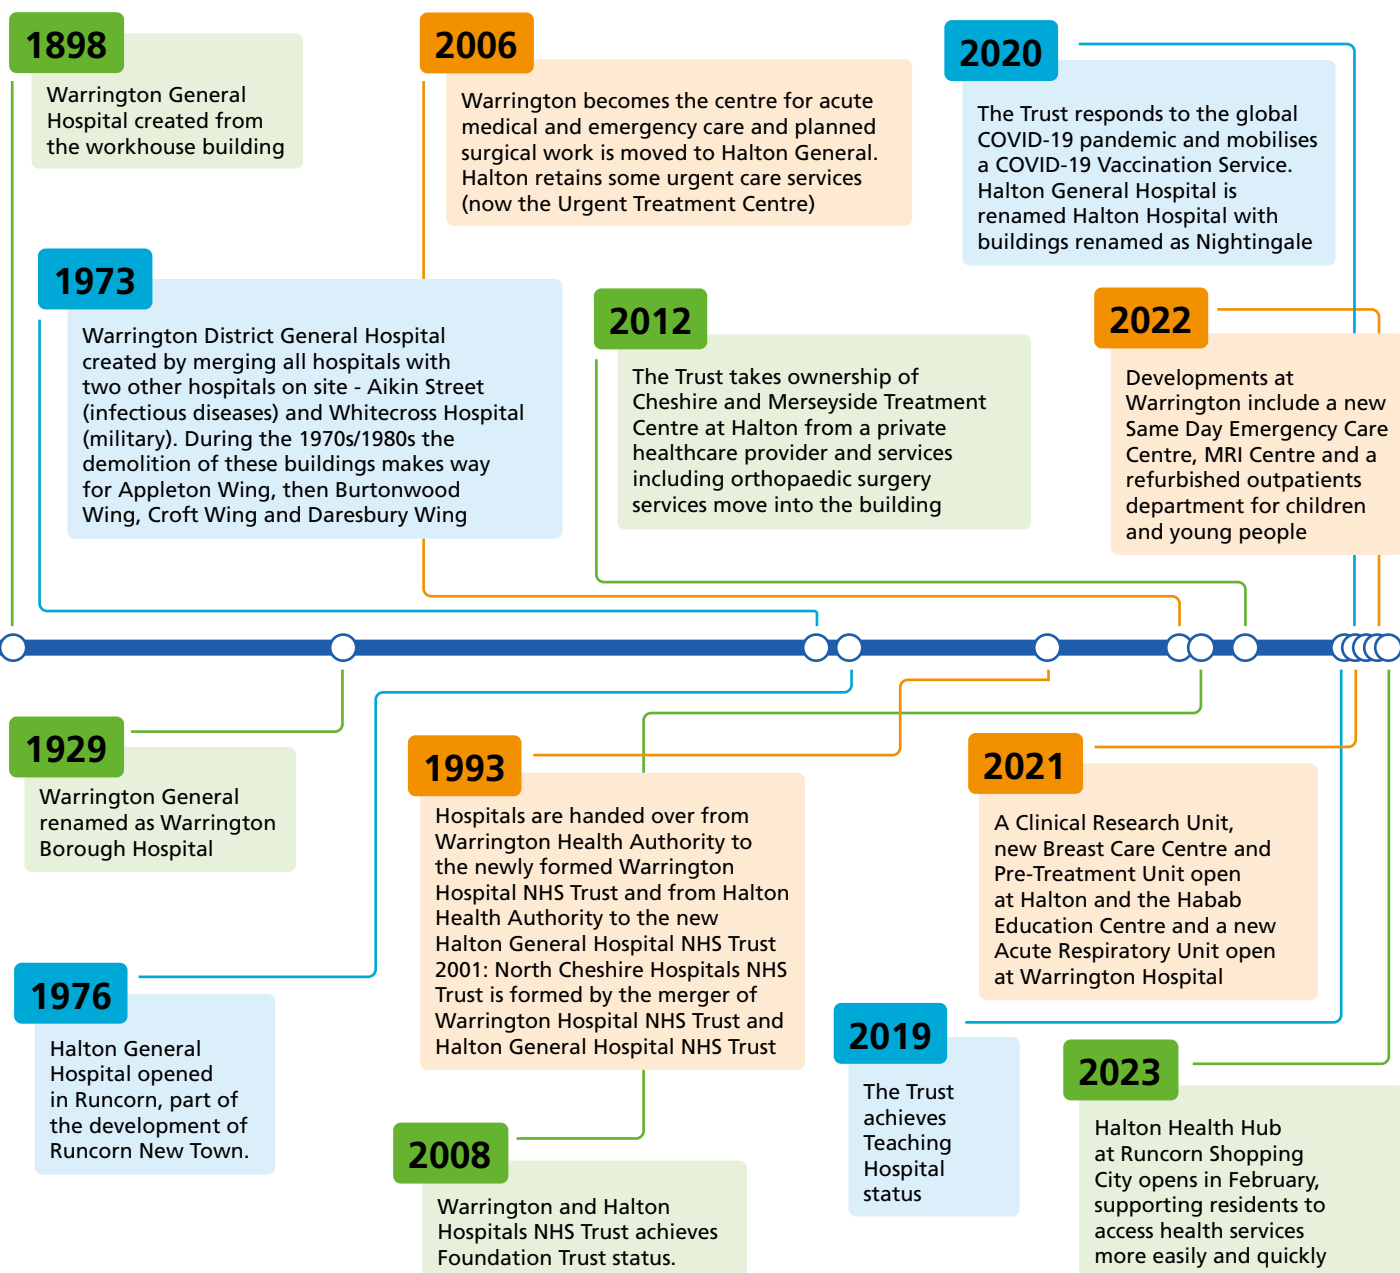 1898
Warrington General
Hospital created from
the workhouse building
2006
Warrington becomes the centre for acute
medical and emergency care and planned
surgical work is moved to Halton General.
Halton retains some urgent care services
(now the Urgent Treatment Centre)
2020
The Trust responds to the global
COVID-19 pandemic and mobilises
a COVID-19 Vaccination Service.
Halton General Hospital is
renamed Halton Hospital with
buildings renamed as Nightingale
1973
Warrington District General Hospital
created by merging all hospitals with
two other hospitals on site - Aikin Street
(infectious diseases) and Whitecross Hospital
(military). During the 1970s/1980s the
demolition of these buildings makes way
for Appleton Wing, then Burtonwood
Wing, Croft Wing and Daresbury Wing
2012
The Trust takes ownership of
Cheshire and Merseyside Treatment
Centre at Halton from a private
healthcare provider and services
including orthopaedic surgery
services move into the building
2022
Developments at
Warrington include a new
Same Day Emergency Care
Centre, MRI Centre and a
refurbished outpatients
department for children
and young people
1929
Warrington General
renamed as Warrington
Borough Hospital
1993
Hospitals are handed over from
Warrington Health Authority to
the newly formed Warrington
Hospital NHS Trust and from Halton
Health Authority to the new
Halton General Hospital NHS Trust
2001: North Cheshire Hospitals NHS
Trust is formed by the merger of
Warrington Hospital NHS Trust and
Halton General Hospital NHS Trust
2021
A Clinical Research Unit,
new Breast Care Centre and
Pre-Treatment Unit open
at Halton and the Habab
Education Centre and a new
Acute Respiratory Unit open
at Warrington Hospital
1976
Halton General
Hospital opened
in Runcorn, part of
the development of
Runcorn New Town.
2019
The Trust
achieves
Teaching
Hospital
status
2023
Halton Health Hub
at Runcorn Shopping
City opens in February,
supporting residents to
access health services
more easily and quickly
2008
Warrington and Halton
Hospitals NHS Trust achieves
Foundation Trust status.